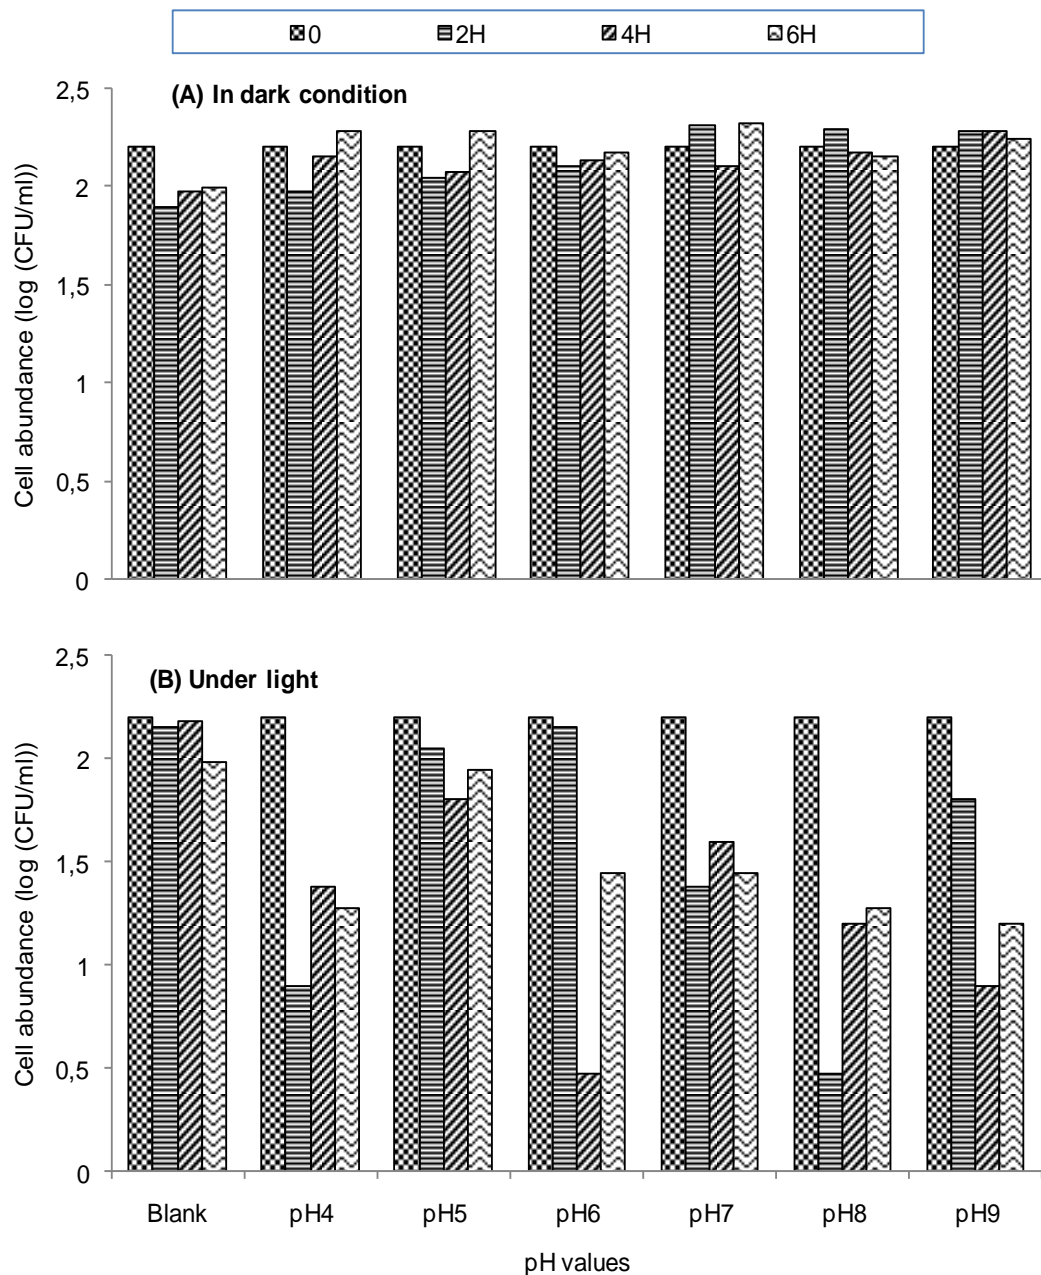 0 2H 4H 6H
(A) In dark condition
Cell abundance (log (CFU/ml))
2,5
2
1,5
1
0,5
0
(B) Under light
Cell abundance (log (CFU/ml))
2,5
2
1,5
1
0,5
0
Blank pH4 pH5 pH6 pH7 pH8 pH9
pH values